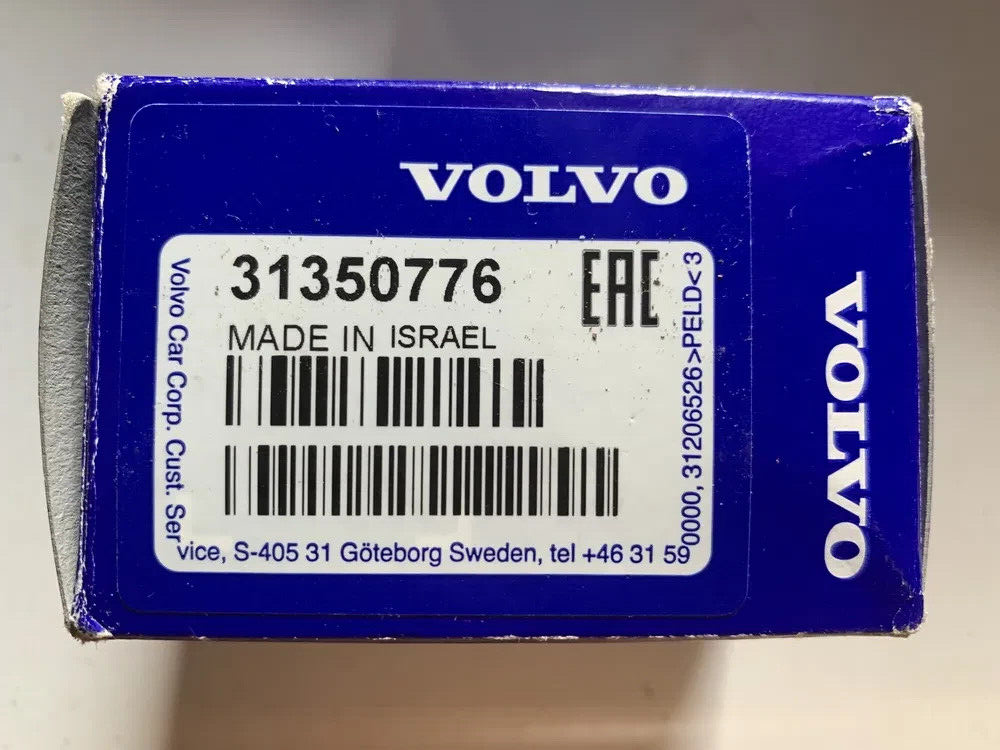 VOLVO
31350776
EAC
MADE IN ISRAEL
Volvo Car Corp. Cust. Service, S-405 31 Göteborg Sweden, tel +46 31 590000, 31206526>PELD<3
VOLVO